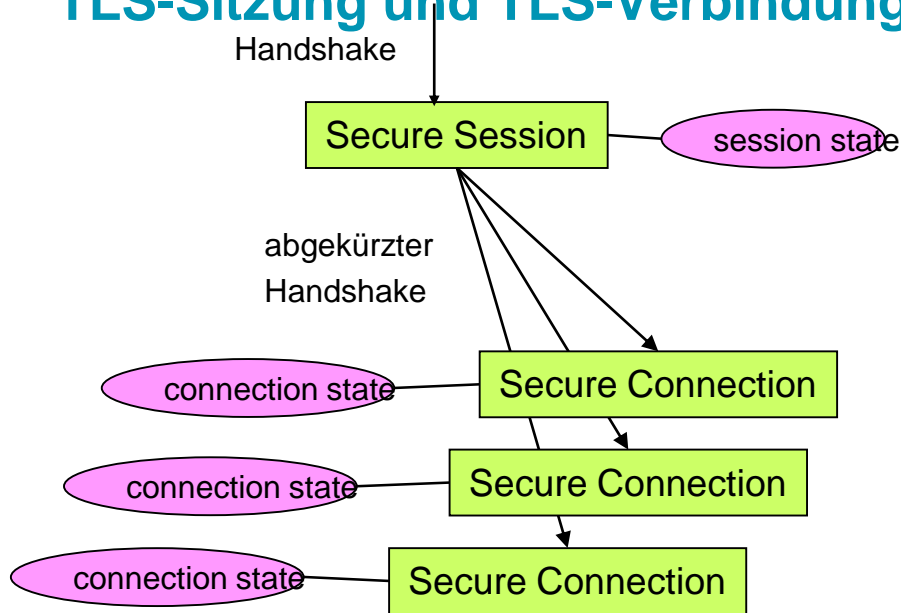 TLS-Sitzung und TLS-Verbindung
Handshake
Secure Session
session state
abgekürzter
Handshake
connection state
Secure Connection
connection state
Secure Connection
connection state
Secure Connection